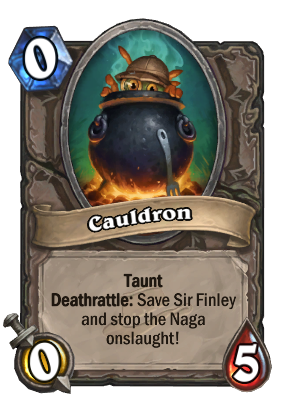 0
Cauldron
Taunt
Deathrattle: Save Sir Finley
and stop the Naga
onslaught!
0
5